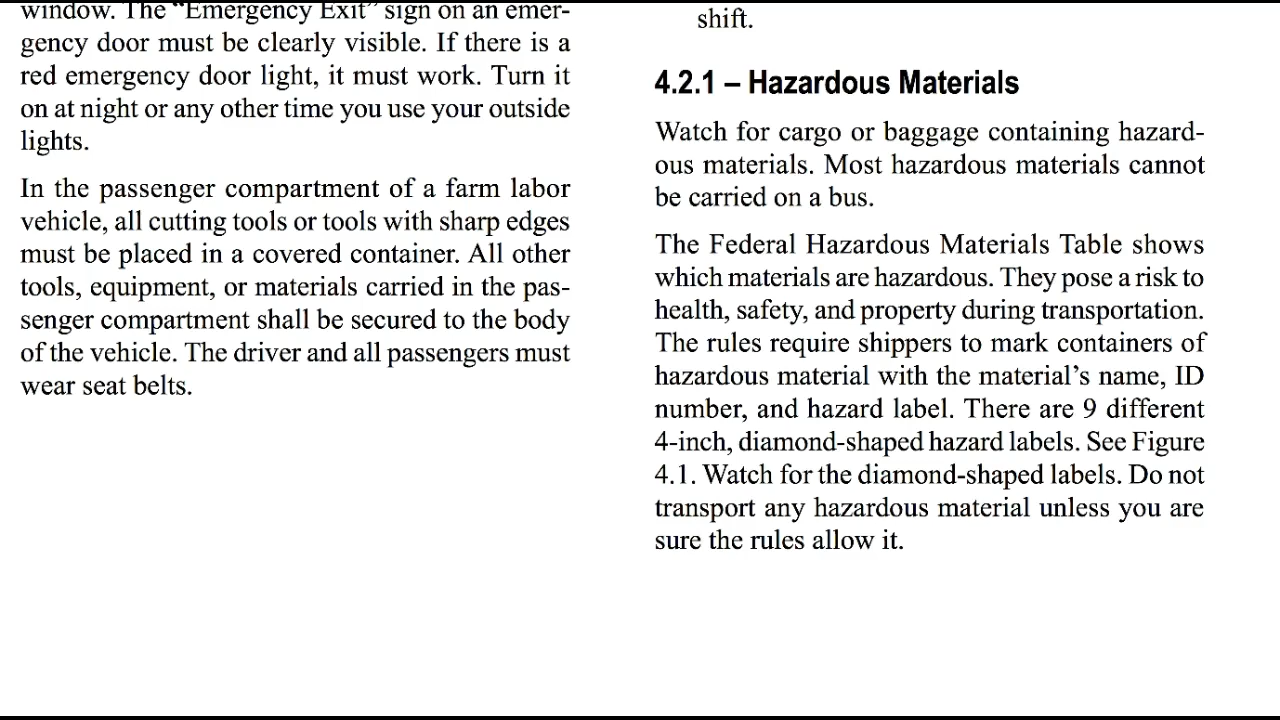 window. The “Emergency Exit” sign on an emer-
gency door must be clearly visible. If there is a
red emergency door light, it must work. Turn it
on at night or any other time you use your outside
lights.
In the passenger compartment of a farm labor
vehicle, all cutting tools or tools with sharp edges
must be placed in a covered container. All other
tools, equipment, or materials carried in the pas-
senger compartment shall be secured to the body
of the vehicle. The driver and all passengers must
wear seat belts.
shift.
4.2.1 – Hazardous Materials
Watch for cargo or baggage containing hazard-
ous materials. Most hazardous materials cannot
be carried on a bus.
The Federal Hazardous Materials Table shows
which materials are hazardous. They pose a risk to
health, safety, and property during transportation.
The rules require shippers to mark containers of
hazardous material with the material’s name, ID
number, and hazard label. There are 9 different
4-inch, diamond-shaped hazard labels. See Figure
4.1. Watch for the diamond-shaped labels. Do not
transport any hazardous material unless you are
sure the rules allow it.